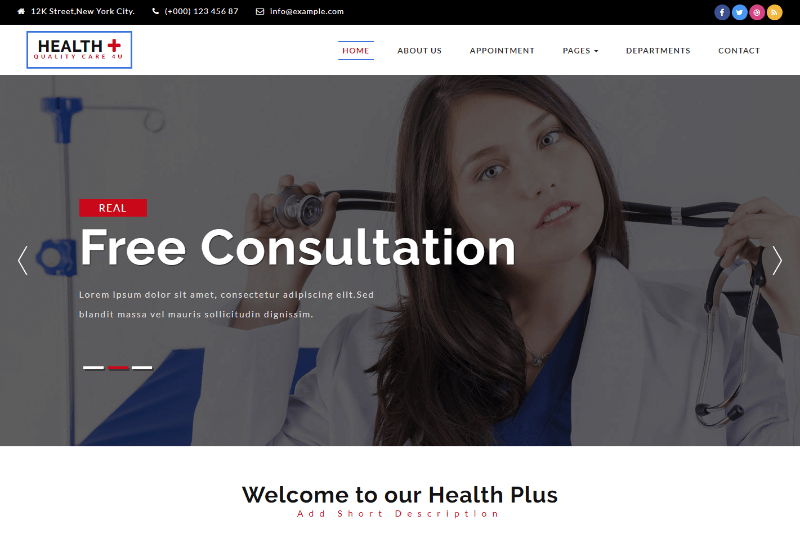 12K Street,New York City. (+000) 123 456 87 info@example.com
HEALTH
QUALITY CARE 4U
HOME ABOUT US APPOINTMENT PAGES DEPARTMENTS CONTACT
REAL
Free Consultation
Lorem ipsum dolor sit amet, consectetur adipiscing elit.Sed
blandit massa vel mauris sollicitudin dignissim.
Welcome to our Health Plus
Add Short Description